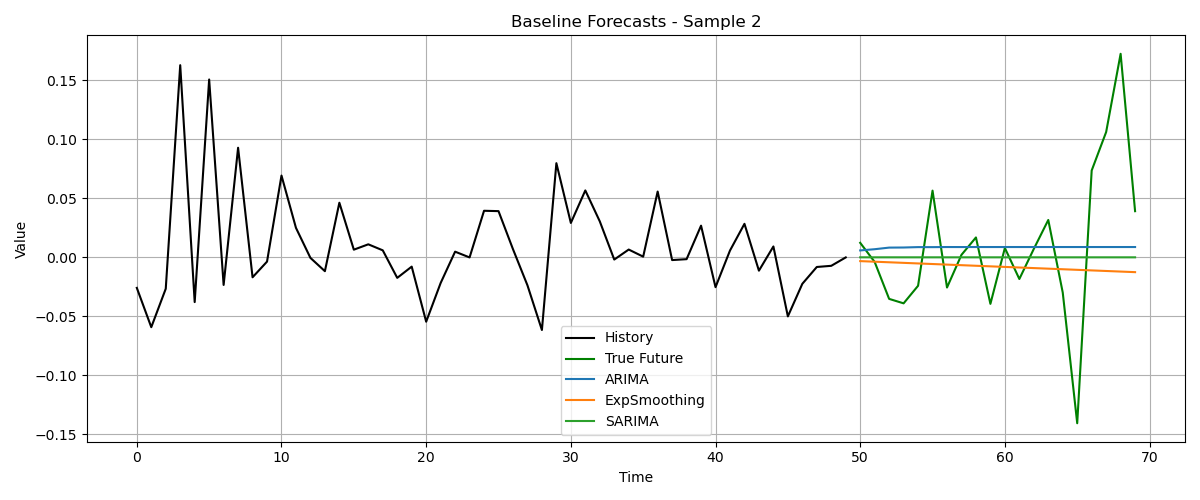 Baseline Forecasts - Sample 2
Value
0.15
0.10
0.05
0.00
−0.05
−0.10
−0.15
History
True Future
ARIMA
ExpSmoothing
SARIMA
0 10 20 30 40 50 60 70
Time